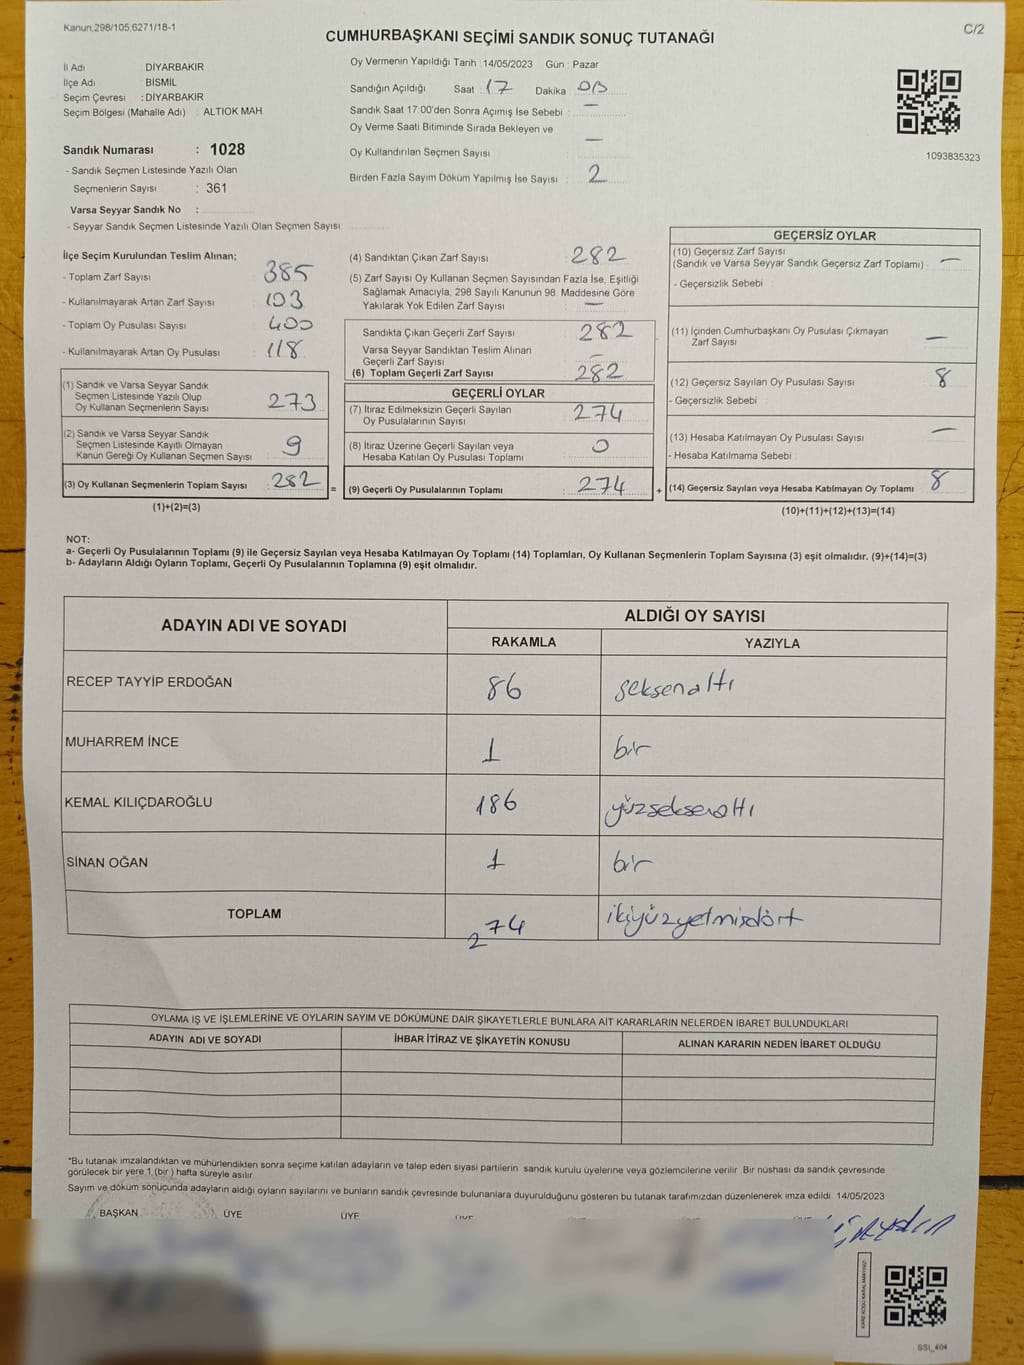 Kanun:298/105;6271/18-1
C/2
CUMHURBAŞKANI SEÇİMİ SANDIK SONUÇ TUTANAĞI
İl Adı : DİYARBAKIR
İlçe Adı : BİSMİL
Seçim Çevresi : DİYARBAKIR
Seçim Bölgesi (Mahalle Adı) : ALTIOK MAH
Sandık Numarası : 1028
- Sandık Seçmen Listesinde Yazılı Olan
Seçmenlerin Sayısı : 361
Varsa Seyyar Sandık No :
- Seyyar Sandık Seçmen Listesinde Yazılı Olan Seçmen Sayısı:
Oy Vermenin Yapıldığı Tarih : 14/05/2023 Gün : Pazar
Sandığın Açıldığı Saat : 17 Dakika :
Sandık Saat 17:00'den Sonra Açımış İse Sebebi : —
Oy Verme Saati Bitiminde Sırada Bekleyen ve
Oy Kullandırılan Seçmen Sayısı : —
Birden Fazla Sayım Döküm Yapılmış İse Sayısı : 2
1093835323
İlçe Seçim Kurulundan Teslim Alınan;
- Toplam Zarf Sayısı : 385
- Kullanılmayarak Artan Zarf Sayısı : 103
- Toplam Oy Pusulası Sayısı : 400
- Kullanılmayarak Artan Oy Pusulası : 118
(1) Sandık ve Varsa Seyyar Sandık
Seçmen Listesinde Yazılı Olup
Oy Kullanan Seçmenlerin Sayısı : 273
(2) Sandık ve Varsa Seyyar Sandık
Seçmen Listesinde Kayıtlı Olmayan
Kanun Gereği Oy Kullanan Seçmen Sayısı : 9
(3) Oy Kullanan Seçmenlerin Toplam Sayısı : 282
(1)+(2)=(3)
=
(4) Sandıktan Çıkan Zarf Sayısı : 282
(5) Zarf Sayısı Oy Kullanan Seçmen Sayısından Fazla İse, Eşitliği
Sağlamak Amacıyla, 298 Sayılı Kanunun 98. Maddesine Göre
Yakılarak Yok Edilen Zarf Sayısı : —
Sandıkta Çıkan Geçerli Zarf Sayısı : 282
Varsa Seyyar Sandıktan Teslim Alınan
Geçerli Zarf Sayısı : —
(6) Toplam Geçerli Zarf Sayısı : 282
GEÇERLİ OYLAR
(7) İtiraz Edilmeksizin Geçerli Sayılan
Oy Pusulalarının Sayısı : 274
(8) İtiraz Üzerine Geçerli Sayılan veya
Hesaba Katılan Oy Pusulası Toplamı : 0
(9) Geçerli Oy Pusulalarının Toplamı : 274
+
GEÇERSİZ OYLAR
(10) Geçersiz Zarf Sayısı
(Sandık ve Varsa Seyyar Sandık Geçersiz Zarf Toplamı) : —
- Geçersizlik Sebebi :
(11) İçinden Cumhurbaşkanı Oy Pusulası Çıkmayan
Zarf Sayısı : —
(12) Geçersiz Sayılan Oy Pusulası Sayısı : 8
- Geçersizlik Sebebi :
(13) Hesaba Katılmayan Oy Pusulası Sayısı : —
- Hesaba Katılmama Sebebi :
(14) Geçersiz Sayılan veya Hesaba Katılmayan Oy Toplamı : 8
(10)+(11)+(12)+(13)=(14)
NOT:
a- Geçerli Oy Pusulalarının Toplamı (9) ile Geçersiz Sayılan veya Hesaba Katılmayan Oy Toplamı (14) Toplamları, Oy Kullanan Seçmenlerin Toplam Sayısına (3) eşit olmalıdır. (9)+(14)=(3)
b- Adayların Aldığı Oyların Toplamı, Geçerli Oy Pusulalarının Toplamına (9) eşit olmalıdır.
ADAYIN ADI VE SOYADI
ALDIĞI OY SAYISI
RAKAMLA YAZIYLA
RECEP TAYYİP ERDOĞAN 86 seksenaltı
MUHARREM İNCE 1 bir
KEMAL KILIÇDAROĞLU 186 yüzseksenaltı
SİNAN OĞAN 1 bir
TOPLAM 274 ikiyüzyetmişdört
OYLAMA İŞ VE İŞLEMLERİNE VE OYLARIN SAYIM VE DÖKÜMÜNE DAİR ŞİKAYETLERLE BUNLARA AİT KARARLARIN NELERDEN İBARET BULUNDUKLARI
ADAYIN ADI VE SOYADI İHBAR İTİRAZ VE ŞİKAYETİN KONUSU ALINAN KARARIN NEDEN İBARET OLDUĞU
*Bu tutanak imzalandıktan ve mühürlendikten sonra seçime katılan adayların ve talep eden siyasi partilerin sandık kurulu üyelerine veya gözlemcilerine verilir. Bir nüshası da sandık çevresinde
görülecek bir yere 1 (bir ) hafta süreyle asılır.
Sayım ve döküm sonucunda adayların aldığı oyların sayılarını ve bunların sandık çevresinde bulunanlara duyurulduğunu gösteren bu tutanak tarafımızdan düzenlenerek imza edildi. 14/05/2023
BAŞKAN ÜYE ÜYE ÜYE
SSI_404